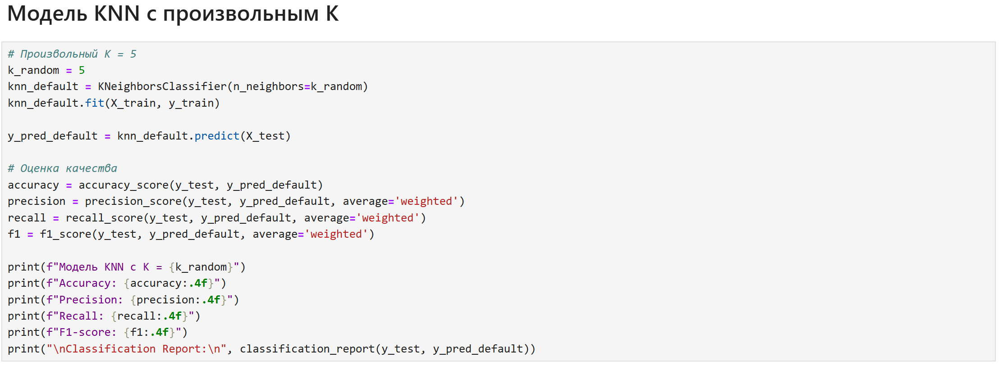 Модель KNN с произвольным K
# Произвольный K = 5
k_random = 5
knn_default = KNeighborsClassifier(n_neighbors=k_random)
knn_default.fit(X_train, y_train)
y_pred_default = knn_default.predict(X_test)
# Оценка качества
accuracy = accuracy_score(y_test, y_pred_default)
precision = precision_score(y_test, y_pred_default, average='weighted')
recall = recall_score(y_test, y_pred_default, average='weighted')
f1 = f1_score(y_test, y_pred_default, average='weighted')
print(f"Модель KNN с K = {k_random}")
print(f"Accuracy: {accuracy:.4f}")
print(f"Precision: {precision:.4f}")
print(f"Recall: {recall:.4f}")
print(f"F1-score: {f1:.4f}")
print("\nClassification Report:\n", classification_report(y_test, y_pred_default))